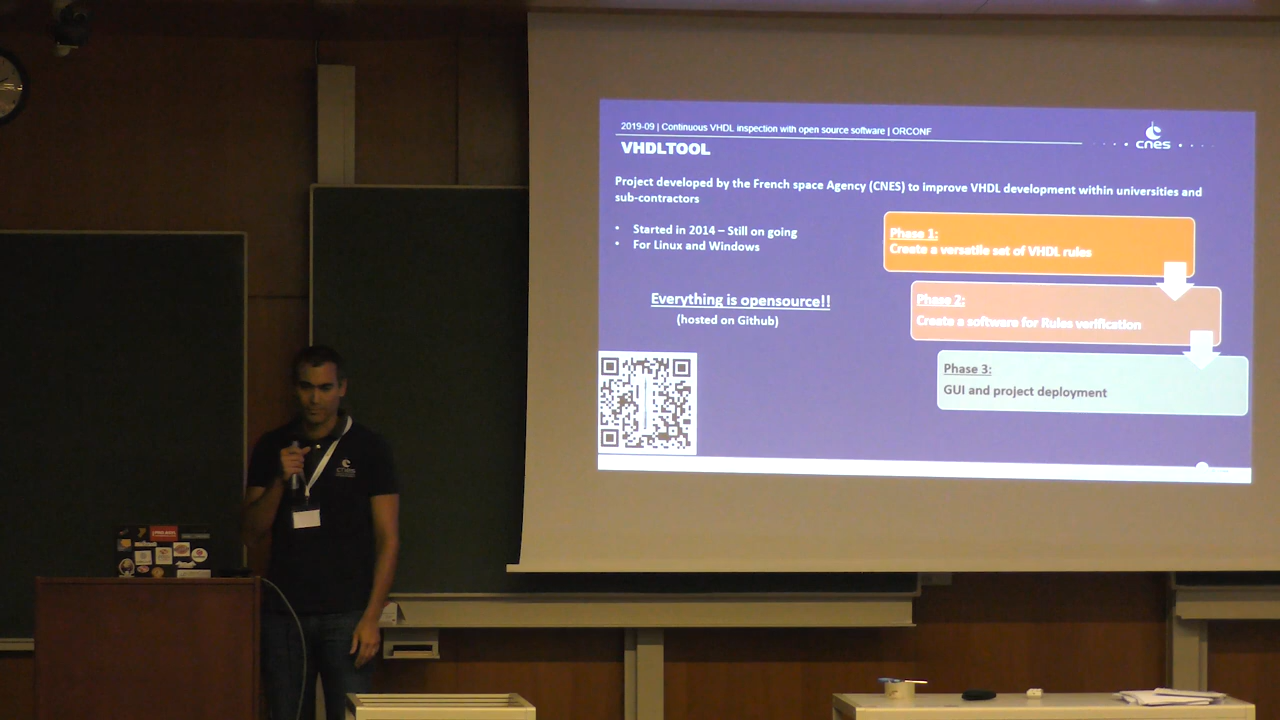 2019-09 | Continuous VHDL inspection with open source software | ORCONF
cnes
VHDLTOOL
Project developed by the French space Agency (CNES) to improve VHDL development within universities and
sub-contractors
• Started in 2014 – Still on going
• For Linux and Windows
Everything is opensource!!
(hosted on Github)
Phase 1:
Create a versatile set of VHDL rules
Phase 2:
Create a software for Rules verification
Phase 3:
GUI and project deployment
cnes